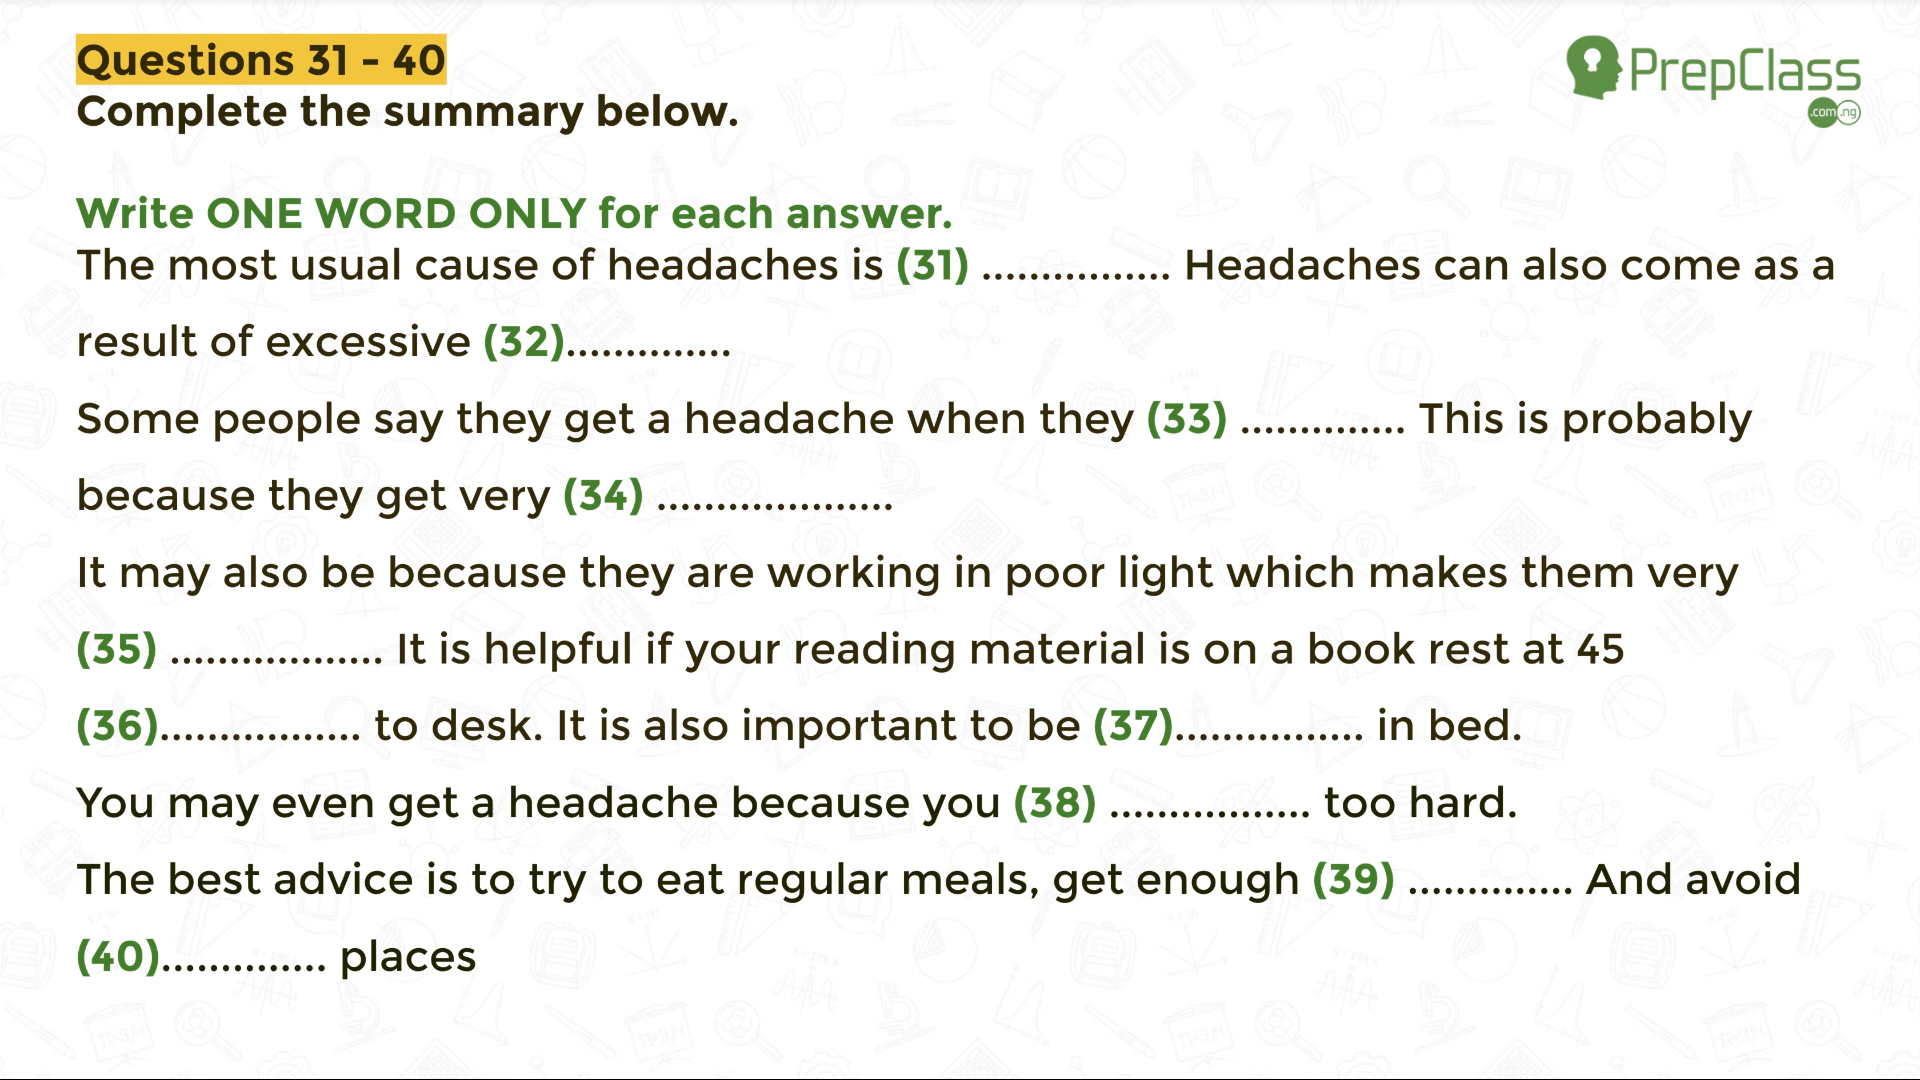 Questions 31 - 40
PrepClass
.com.ng
Complete the summary below.
Write ONE WORD ONLY for each answer.
The most usual cause of headaches is (31) ................ Headaches can also come as a
result of excessive (32)..............
Some people say they get a headache when they (33) .............. This is probably
because they get very (34) ....................
It may also be because they are working in poor light which makes them very
(35) .................. It is helpful if your reading material is on a book rest at 45
(36)................. to desk. It is also important to be (37)................ in bed.
You may even get a headache because you (38) ................. too hard.
The best advice is to try to eat regular meals, get enough (39) .............. And avoid
(40).............. places